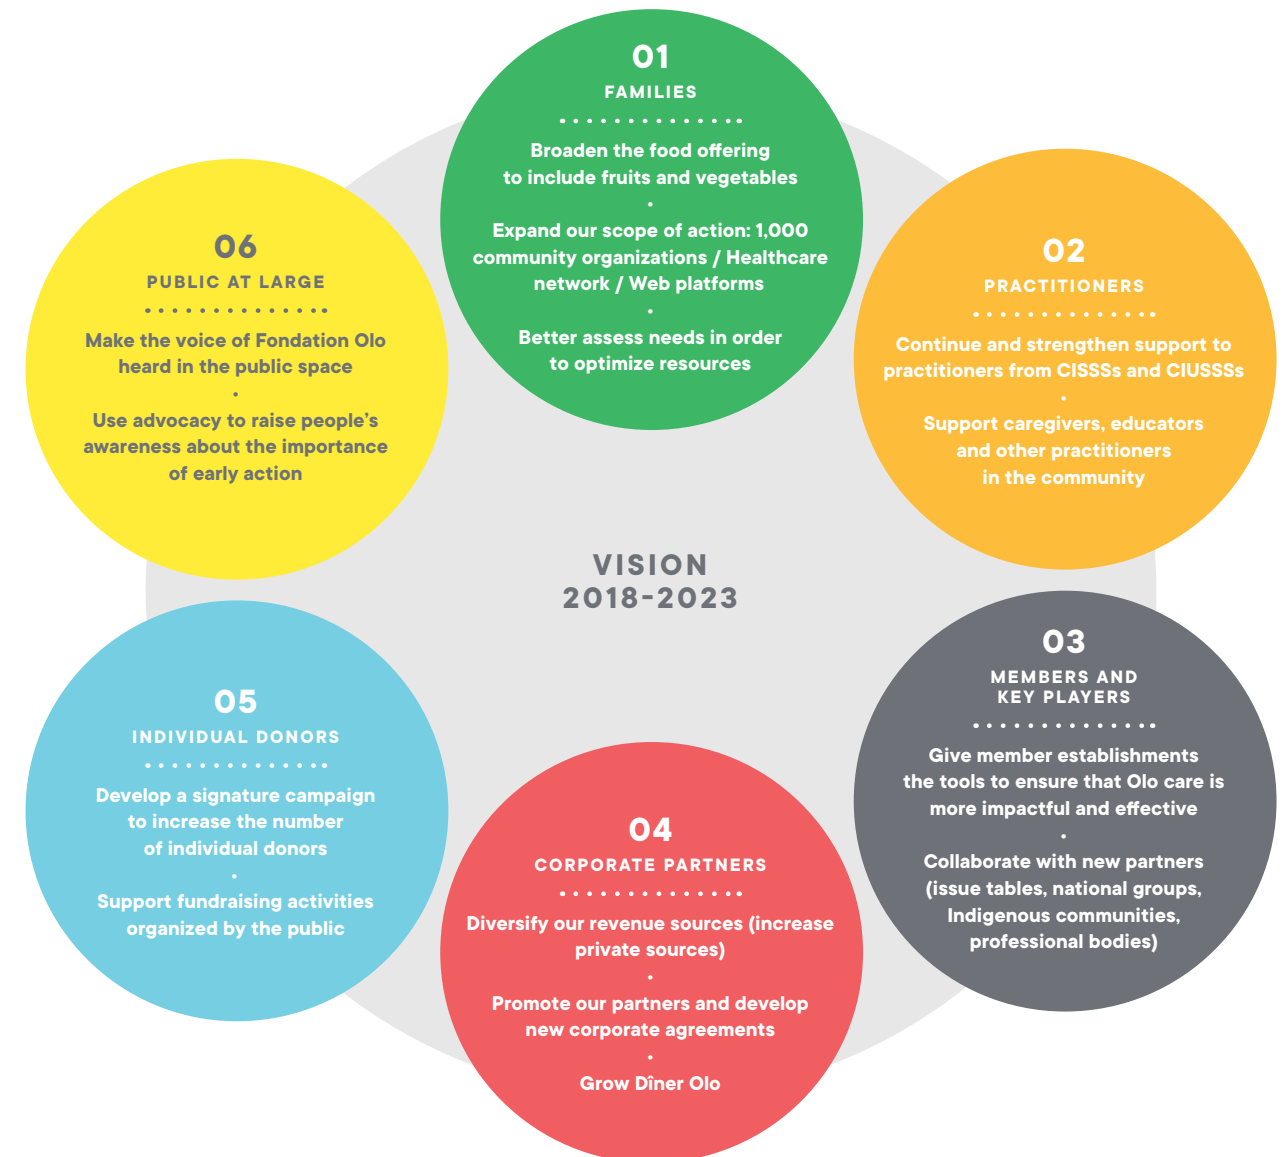 01
FAMILIES
Broaden the food offering
to include fruits and vegetables
•
Expand our scope of action: 1,000
community organizations / Healthcare
network / Web platforms
•
Better assess needs in order
to optimize resources
02
PRACTITIONERS
Continue and strengthen support to
practitioners from CISSSs and CIUSSSs
•
Support caregivers, educators
and other practitioners
in the community
03
MEMBERS AND
KEY PLAYERS
Give member establishments
the tools to ensure that Olo care is
more impactful and effective
•
Collaborate with new partners
(issue tables, national groups,
Indigenous communities,
professional bodies)
04
CORPORATE PARTNERS
Diversify our revenue sources (increase
private sources)
•
Promote our partners and develop
new corporate agreements
•
Grow Dîner Olo
05
INDIVIDUAL DONORS
Develop a signature campaign
to increase the number
of individual donors
•
Support fundraising activities
organized by the public
06
PUBLIC AT LARGE
Make the voice of Fondation Olo
heard in the public space
•
Use advocacy to raise people’s
awareness about the importance
of early action
VISION
2018-2023